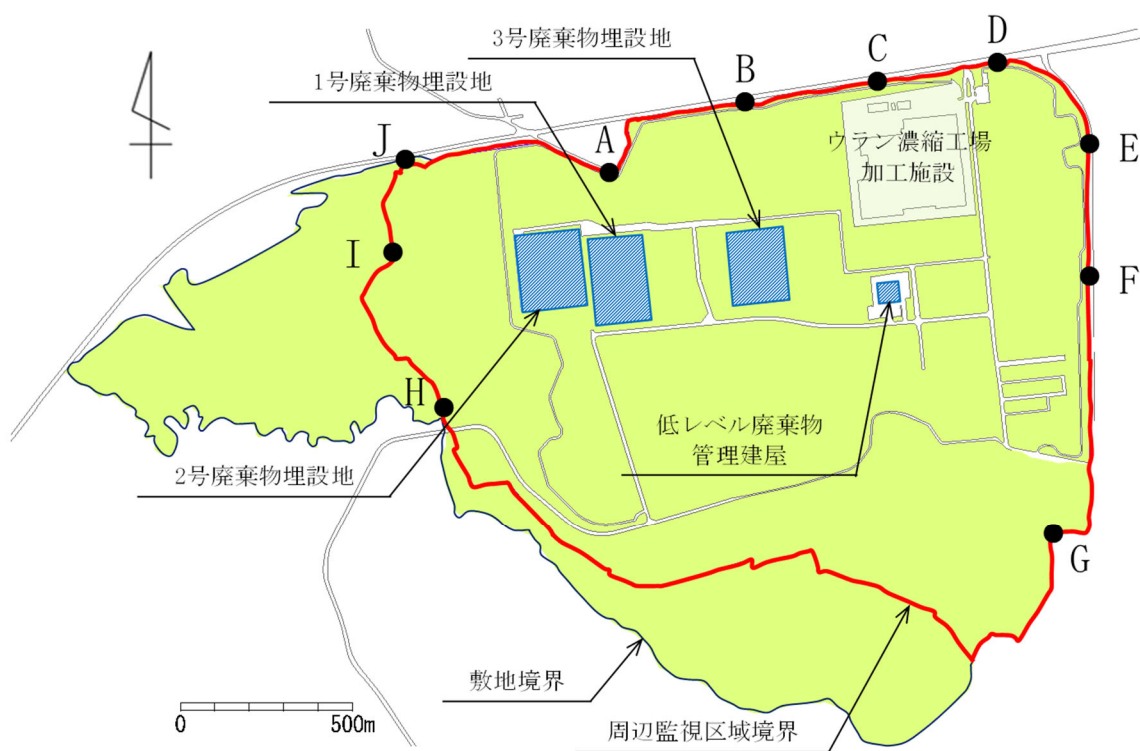 3号廃棄物埋設地
1号廃棄物埋設地
A
B
C
D
E
F
G
H
I
J
ウラン濃縮工場
加工施設
低レベル廃棄物
管理建屋
2号廃棄物埋設地
敷地境界
周辺監視区域境界
0
500m